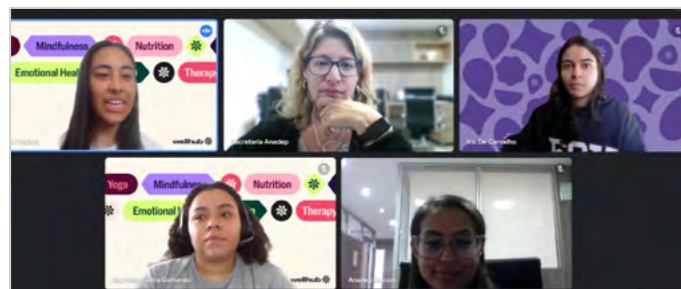 Mindfulness
Nutrition
Emotional Heal
Therap
wellhub
Secretaria Anadep
Iris De Carvalho
Yoga
Mindfulness
Nutrition
Emotional H
Therapy
wellhub